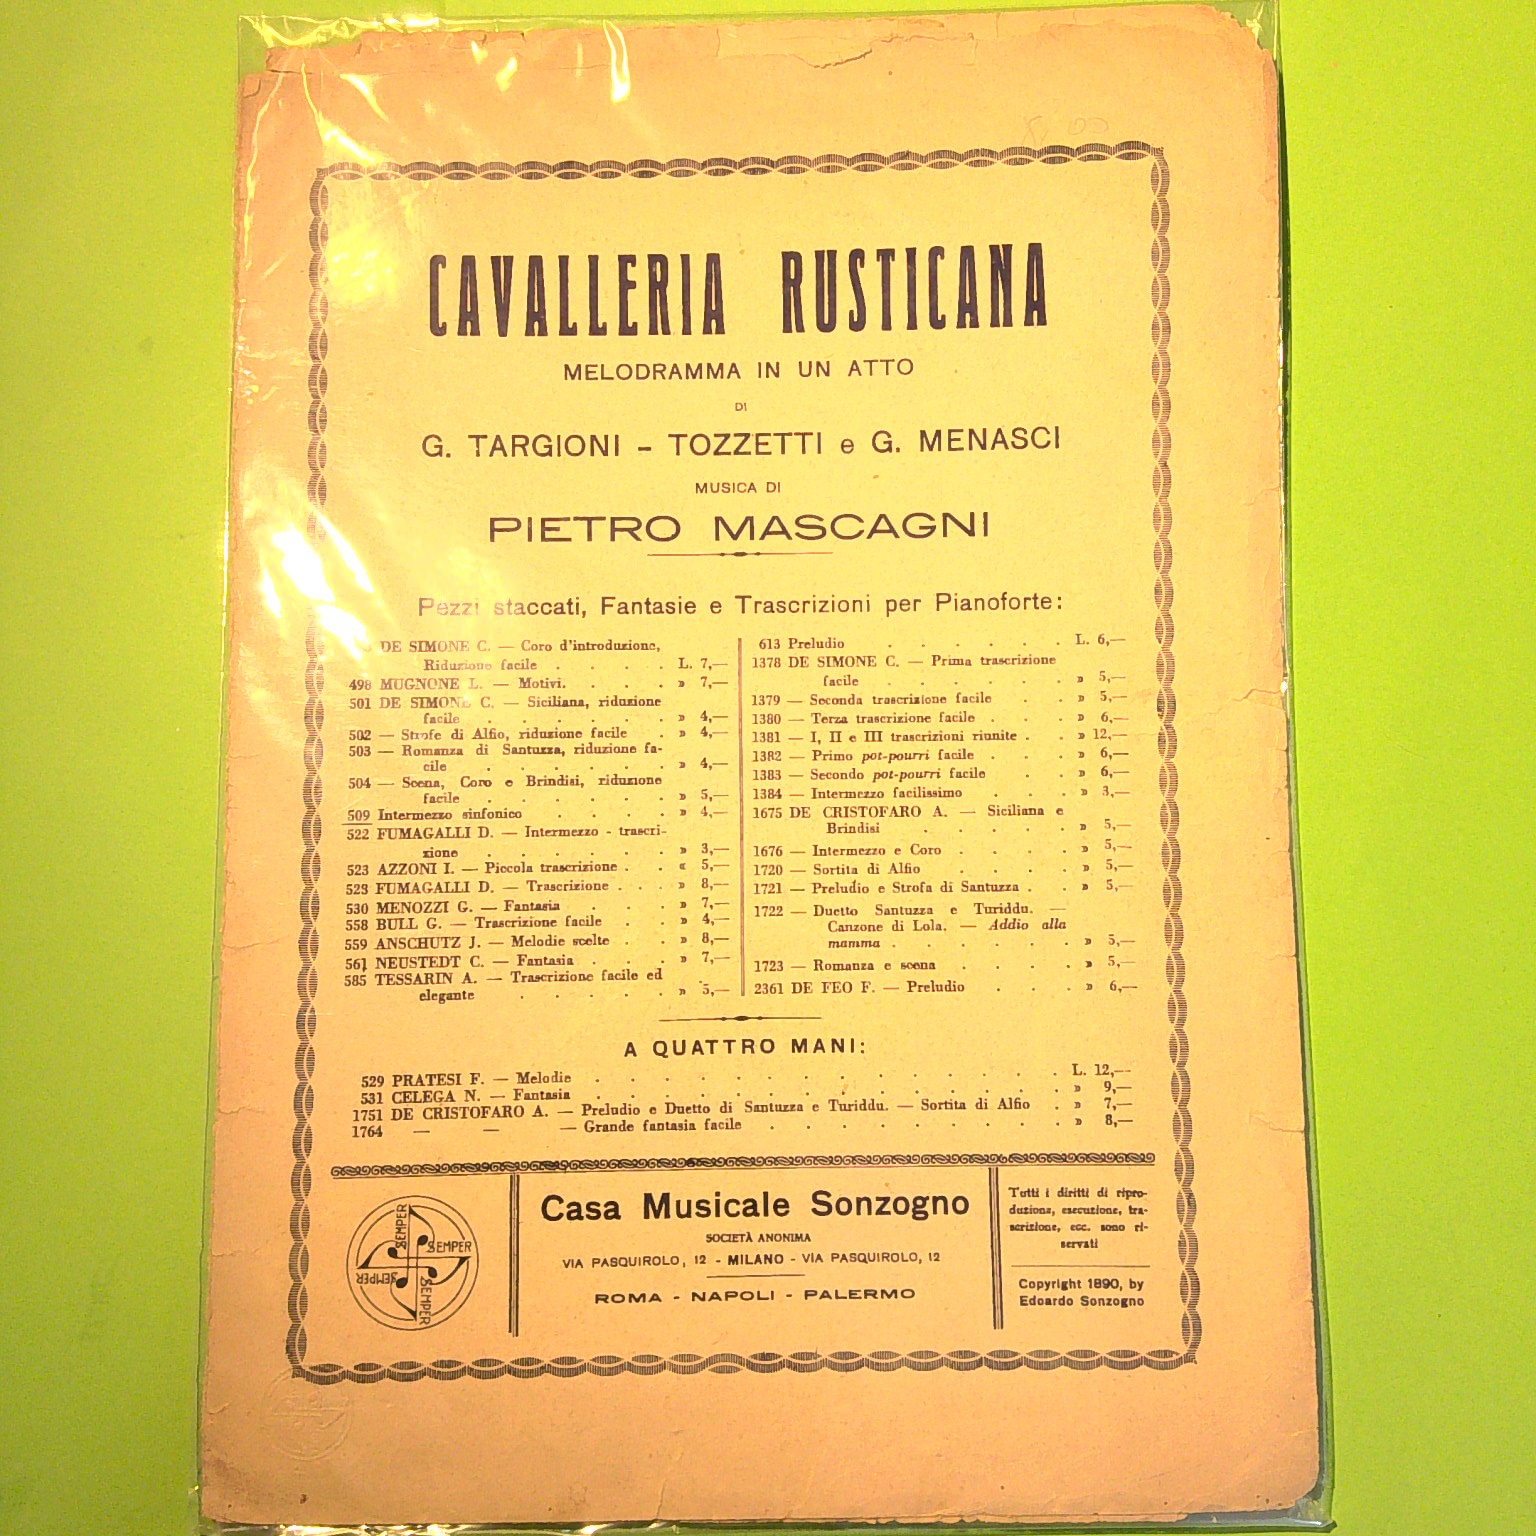 CAVALLERIA RUSTICANA
MELODRAMMA IN UN ATTO
DI
G. TARGIONI - TOZZETTI e G. MENASCI
MUSICA DI
PIETRO MASCAGNI
Pezzi staccati, Fantasie e Trascrizioni per Pianoforte:
DE SIMONE C. — Coro d'introduzione,
Riduzione facile . . . . L. 7,—
498 MUGNONE L. — Motivi. . . . » 7,—
501 DE SIMONE C. — Siciliana, riduzione
facile . . . . . . » 4,—
502 — Strofe di Alfio, riduzione facile . » 4,—
503 — Romanza di Santuzza, riduzione fa-
cile . . . . . . » 4,—
504 — Scena, Coro e Brindisi, riduzione
facile . . . . . . » 5,—
509 Intermezzo sinfonico . . . . » 4,—
522 FUMAGALLI D. — Intermezzo - trascri-
zione . . . . . . » 3,—
523 AZZONI I. — Piccola trascrizione . . « 5,—
523 FUMAGALLI D. — Trascrizione . . . » 8,—
530 MENOZZI G. — Fantasia . . . » 7,—
558 BULL G. — Trascrizione facile . . » 4,—
559 ANSCHUTZ J. — Melodie scelte . . » 8,—
561 NEUSTEDT C. — Fantasia . . . » 7,—
585 TESSARIN A. — Trascrizione facile ed
elegante . . . . . » 5,—
613 Preludio . . . . . . L. 6,—
1378 DE SIMONE C. — Prima trascrizione
facile . . . . . . » 5,—
1379 — Seconda trascrizione facile . . » 5,—
1380 — Terza trascrizione facile . . . » 6,—
1381 — I, II e III trascrizioni riunite . . » 12,—
1382 — Primo pot-pourri facile . . . » 6,—
1383 — Secondo pot-pourri facile . . » 6,—
1384 — Intermezzo facilissimo . . . » 3,—
1675 DE CRISTOFARO A. — Siciliana e
Brindisi . . . . . » 5,—
1676 — Intermezzo e Coro . . . . » 5,—
1720 — Sortita di Alfio . . . . » 5,—
1721 — Preludio e Strofa di Santuzza . . » 5,—
1722 — Duetto Santuzza e Turiddu. —
Canzone di Lola. — Addio alla
mamma . . . . . . » 5,—
1723 — Romanza e scena . . . . » 5,—
2361 DE FEO F. — Preludio . . . » 6,—
A QUATTRO MANI:
529 PRATESI F. — Melodie . . . . . . . . . . . . . . L. 12,—
531 CELEGA N. — Fantasia . . . . . . . . . . . . . . » 9,—
1751 DE CRISTOFARO A. — Preludio e Duetto di Santuzza e Turiddu. — Sortita di Alfio . » 7,—
1764 — — — Grande fantasia facile . . . . . . . . . » 8,—
SEMPER
SEMPER
SEMPER
SEMPER
Casa Musicale Sonzogno
SOCIETÀ ANONIMA
VIA PASQUIROLO, 12 - MILANO - VIA PASQUIROLO, 12
ROMA - NAPOLI - PALERMO
Tutti i diritti di ripro-
duzione, esecuzione, tra-
scrizione, ecc. sono ri-
servati
Copyright 1890, by
Edoardo Sonzogno